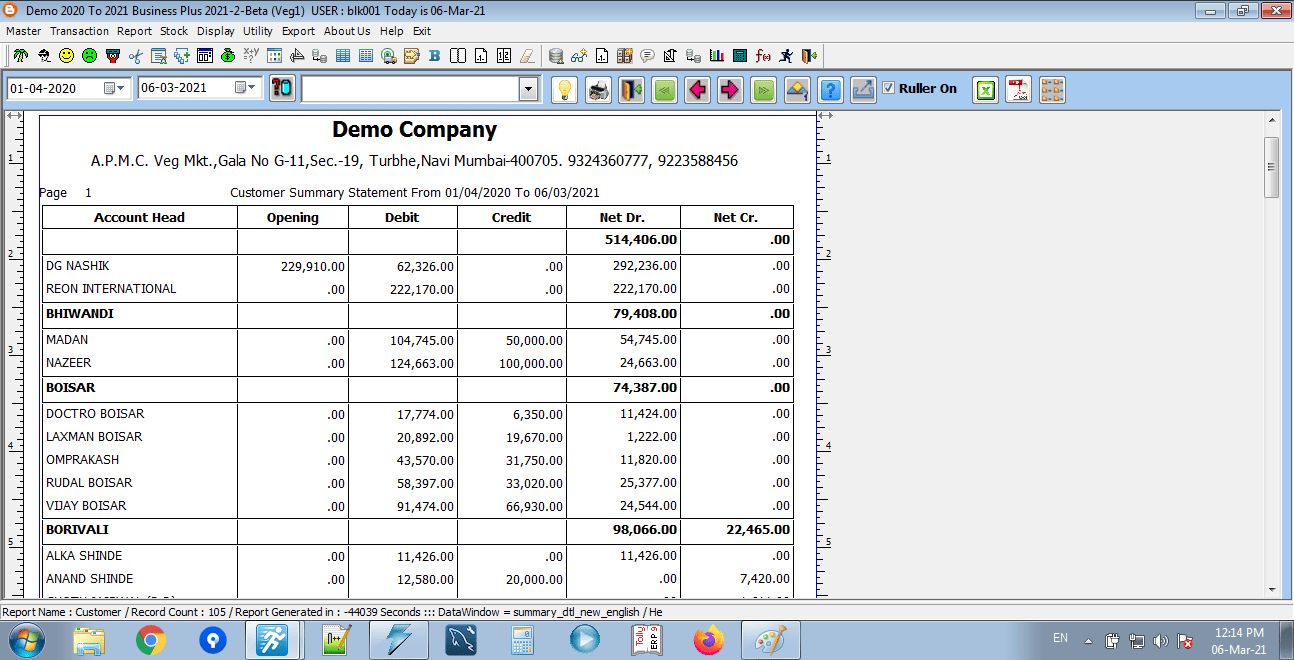 Demo 2020 To 2021 Business Plus 2021-2-Beta (Veg1) USER : blk001 Today is 06-Mar-21
Master Transaction Report Stock Display Utility Export About Us Help Exit
01-04-2020 06-03-2021 Ruller On
Demo Company
A.P.M.C. Veg Mkt.,Gala No G-11,Sec.-19, Turbhe,Navi Mumbai-400705. 9324360777, 9223588456
Page 1 Customer Summary Statement From 01/04/2020 To 06/03/2021
Account Head Opening Debit Credit Net Dr. Net Cr.
514,406.00 .00
DG NASHIK 229,910.00 62,326.00 .00 292,236.00 .00
REON INTERNATIONAL .00 222,170.00 .00 222,170.00 .00
BHIWANDI 79,408.00 .00
MADAN .00 104,745.00 50,000.00 54,745.00 .00
NAZEER .00 124,663.00 100,000.00 24,663.00 .00
BOISAR 74,387.00 .00
DOCTRO BOISAR .00 17,774.00 6,350.00 11,424.00 .00
LAXMAN BOISAR .00 20,892.00 19,670.00 1,222.00 .00
OMPRAKASH .00 43,570.00 31,750.00 11,820.00 .00
RUDAL BOISAR .00 58,397.00 33,020.00 25,377.00 .00
VIJAY BOISAR .00 91,474.00 66,930.00 24,544.00 .00
BORIVALI 98,066.00 22,465.00
ALKA SHINDE .00 11,426.00 .00 11,426.00 .00
ANAND SHINDE .00 12,580.00 20,000.00 .00 7,420.00
Report Name : Customer / Record Count : 105 / Report Generated in : -44039 Seconds ::: DataWindow = summary_dtl_new_english / He
EN 12:14 PM
06-Mar-21